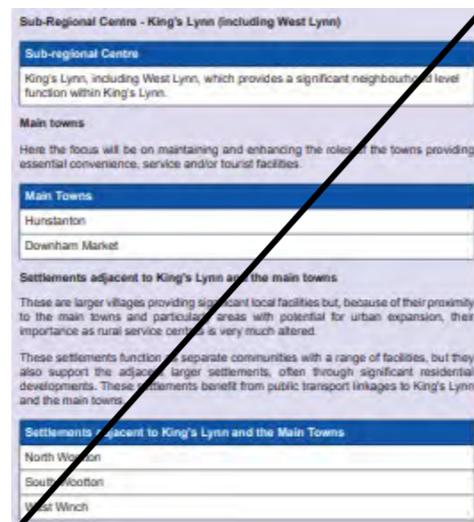 Sub-Regional Centre - King's Lynn (including West Lynn)
Sub-regional Centre
King's Lynn, including West Lynn, which provides a significant neighbourhood level
function within King's Lynn.
Main towns
Here the focus will be on maintaining and enhancing the roles of the towns providing
essential convenience, service and/or tourist facilities.
Main Towns
Hunstanton
Downham Market
Settlements adjacent to King's Lynn and the main towns
These are larger villages providing significant local facilities but, because of their proximity
to the main towns and particularly areas with potential for urban expansion, their
importance as rural service centres is very much altered.
These settlements function as separate communities with a range of facilities, but they
also support the adjacent larger settlements, often through significant residential
developments. These settlements benefit from public transport linkages to King's Lynn
and the main towns.
Settlements adjacent to King's Lynn and the Main Towns
North Wootton
South Wootton
West Winch